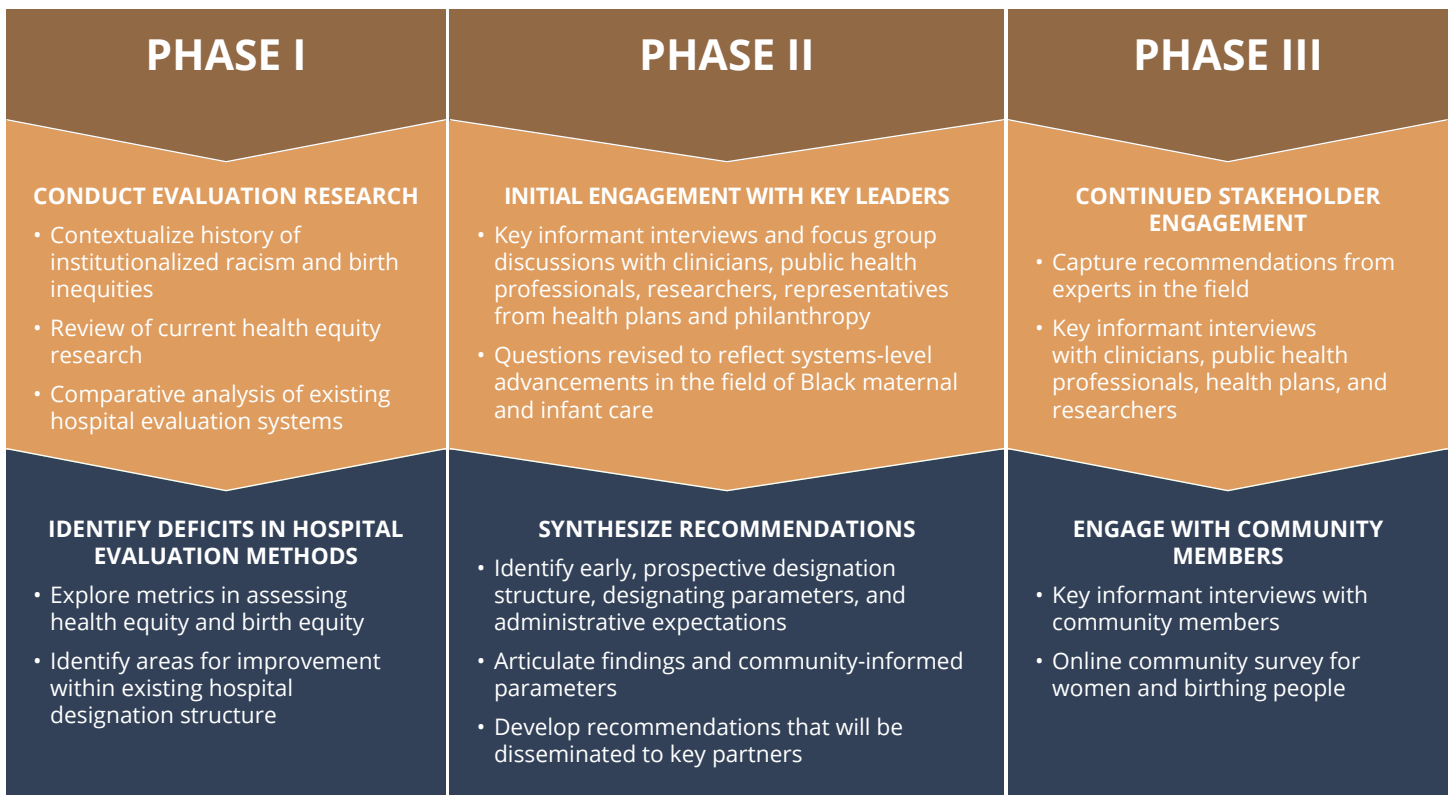 PHASE I
CONDUCT EVALUATION RESEARCH
• Contextualize history of
institutionalized racism and birth
inequities
• Review of current health equity
research
• Comparative analysis of existing
hospital evaluation systems
IDENTIFY DEFICITS IN HOSPITAL
EVALUATION METHODS
• Explore metrics in assessing
health equity and birth equity
• Identify areas for improvement
within existing hospital
designation structure
PHASE II
INITIAL ENGAGEMENT WITH KEY LEADERS
• Key informant interviews and focus group
discussions with clinicians, public health
professionals, researchers, representatives
from health plans and philanthropy
• Questions revised to reflect systems-level
advancements in the field of Black maternal
and infant care
SYNTHESIZE RECOMMENDATIONS
• Identify early, prospective designation
structure, designating parameters, and
administrative expectations
• Articulate findings and community-informed
parameters
• Develop recommendations that will be
disseminated to key partners
PHASE III
CONTINUED STAKEHOLDER
ENGAGEMENT
• Capture recommendations from
experts in the field
• Key informant interviews
with clinicians, public health
professionals, health plans, and
researchers
ENGAGE WITH COMMUNITY
MEMBERS
• Key informant interviews with
community members
• Online community survey for
women and birthing people